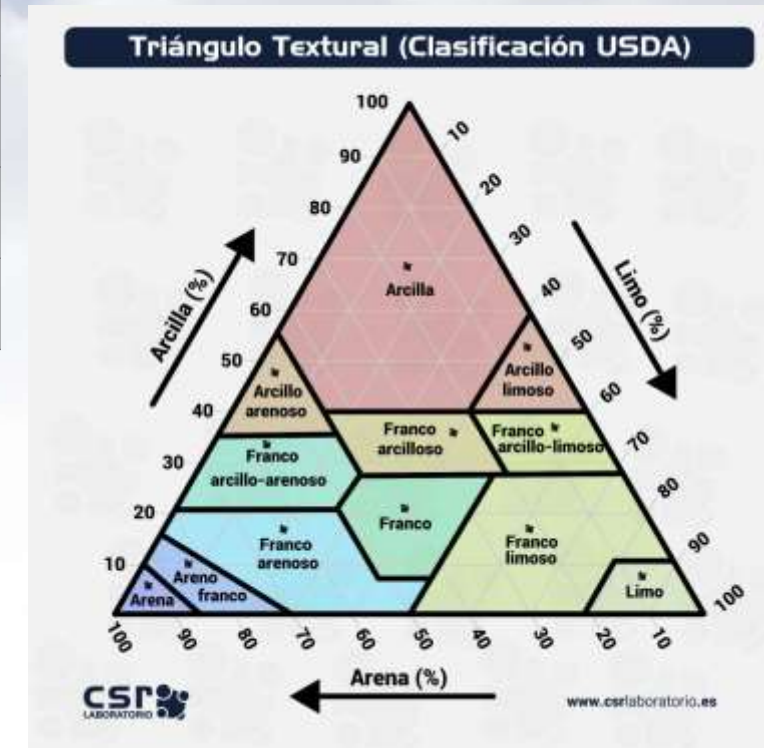 Triángulo Textural (Clasificación USDA)
100
90
80
70
60
50
40
30
20
10
Arcilla (%)
10
20
30
40
50
60
70
80
90
100
Limo (%)
Arcilla
Arcillo
limoso
Arcillo
arenoso
Franco
arcilloso
Franco
arcillo-limoso
Franco
arcillo-arenoso
Franco
Franco
arenoso
Franco
limoso
Areno
franco
Arena
Limo
100
90
80
70
60
50
40
30
20
10
Arena (%)
csr
LABORATORIO
www.csrlaboratorio.es